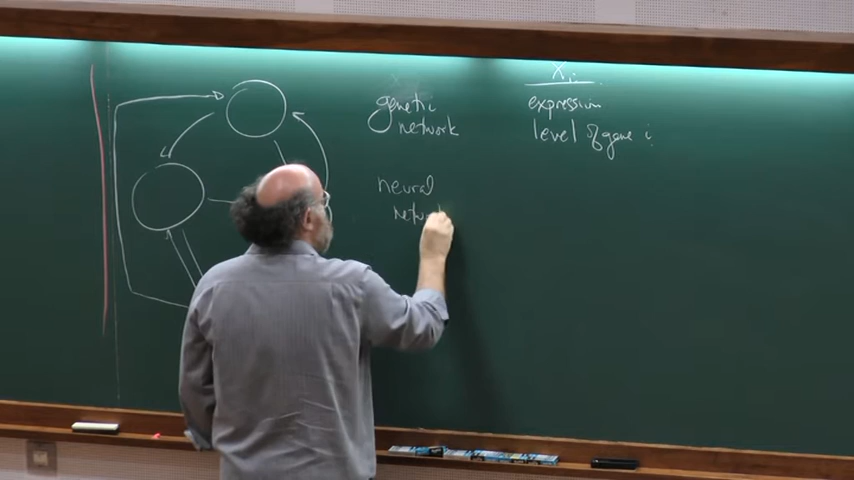 Xi
genetic
network
expression
level of gene i
neural